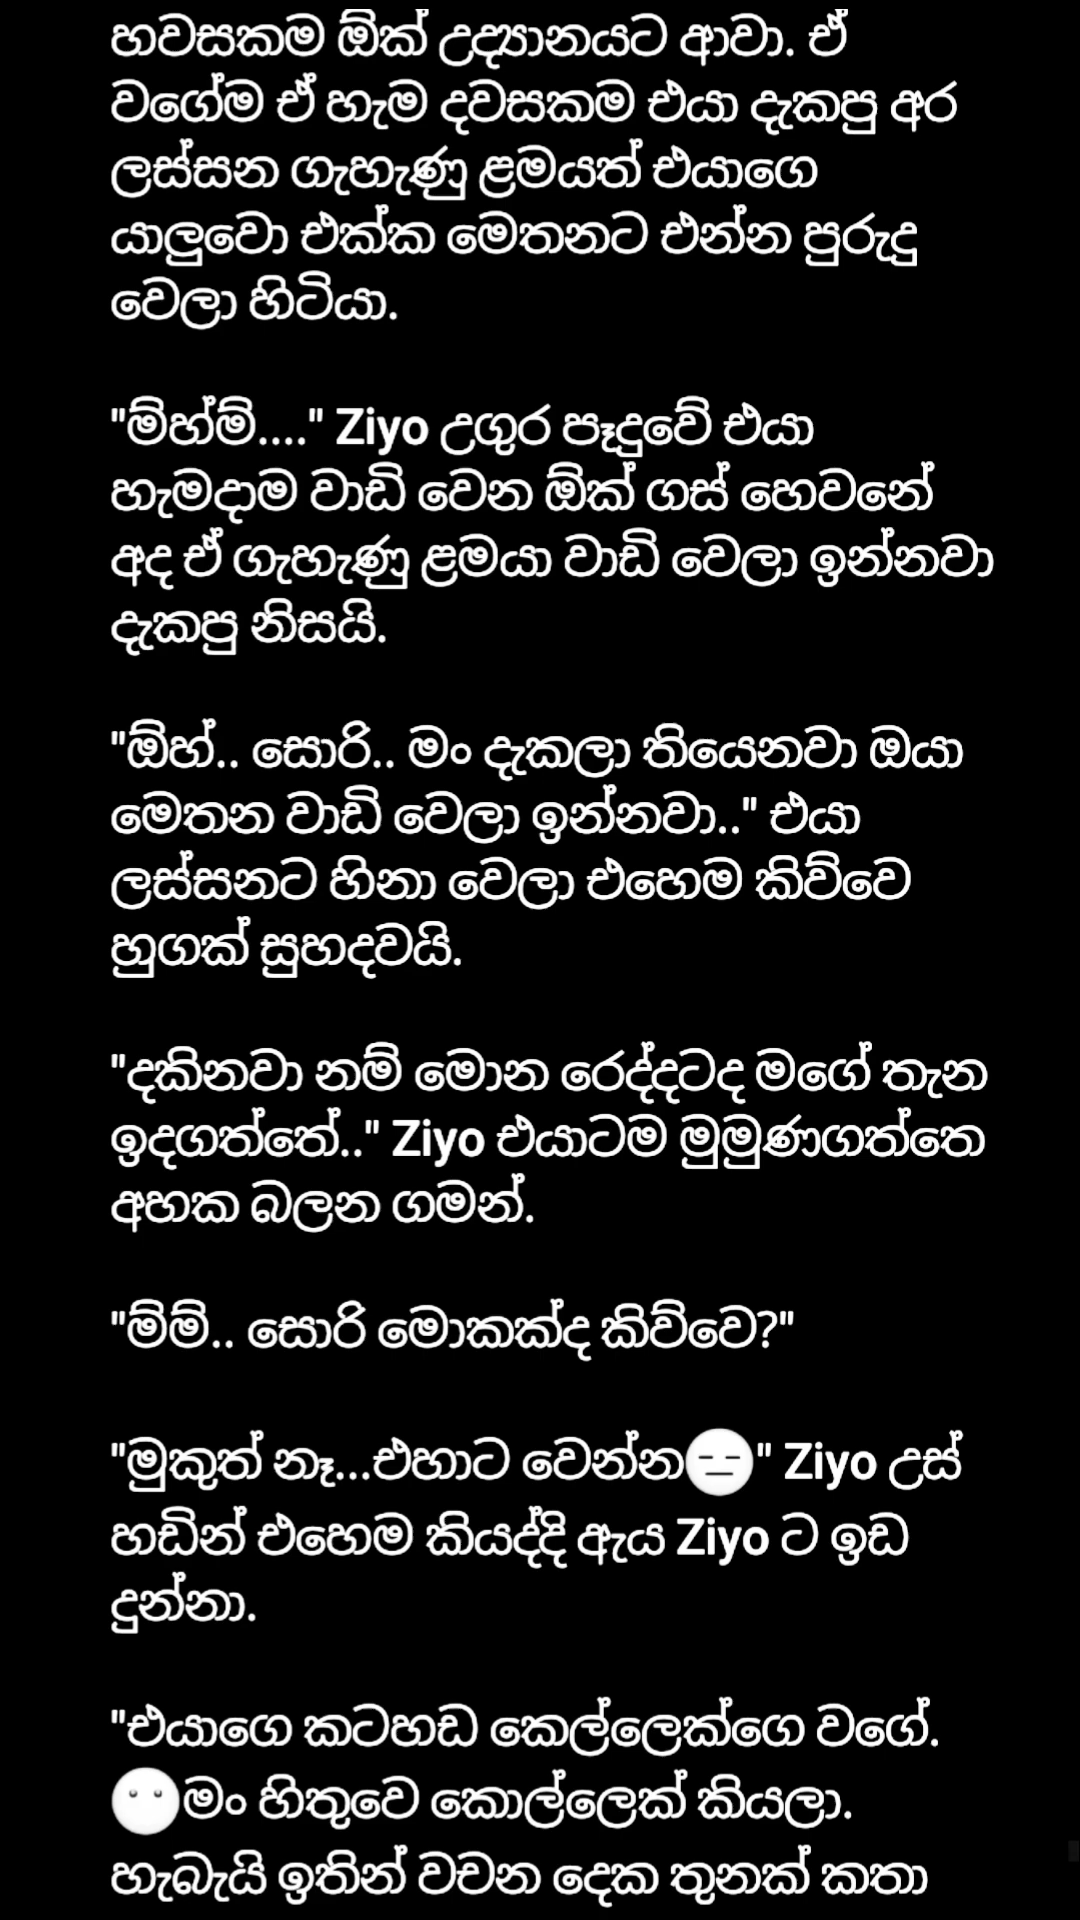 හවසකම ඕක් උද්‍යානයට ආවා. ඒ
වගේම ඒ හැම දවසකම එයා දැකපු අර
ලස්සන ගැහැණු ළමයත් එයාගෙ
යාලුවො එක්ක මෙතනට එන්න පුරුදු
වෙලා හිටියා.
"ම්හ්ම්...." Ziyo උගුර පෑදුවේ එයා
හැමදාම වාඩි වෙන ඕක් ගස් හෙවනේ
අද ඒ ගැහැණු ළමයා වාඩි වෙලා ඉන්නවා
දැකපු නිසයි.
"ඕහ්.. සොරි.. මං දැකලා තියෙනවා ඔයා
මෙතන වාඩි වෙලා ඉන්නවා.." එයා
ලස්සනට හිනා වෙලා එහෙම කිව්වෙ
හුගක් සුහදවයි.
"දකිනවා නම් මොන රෙද්දටද මගේ තැන
ඉදගත්තේ.." Ziyo එයාටම මුමුණගත්තෙ
අහක බලන ගමන්.
"ම්ම්.. සොරි මොකක්ද කිව්වෙ?"
"මුකුත් නෑ...එහාට වෙන්න😑" Ziyo උස්
හඩින් එහෙම කියද්දි ඇය Ziyo ට ඉඩ
දුන්නා.
"එයාගෙ කටහඩ කෙල්ලෙක්ගෙ වගේ.
😶මං හිතුවෙ කොල්ලෙක් කියලා.
හැබැයි ඉතින් වචන දෙක තුනක් කතා